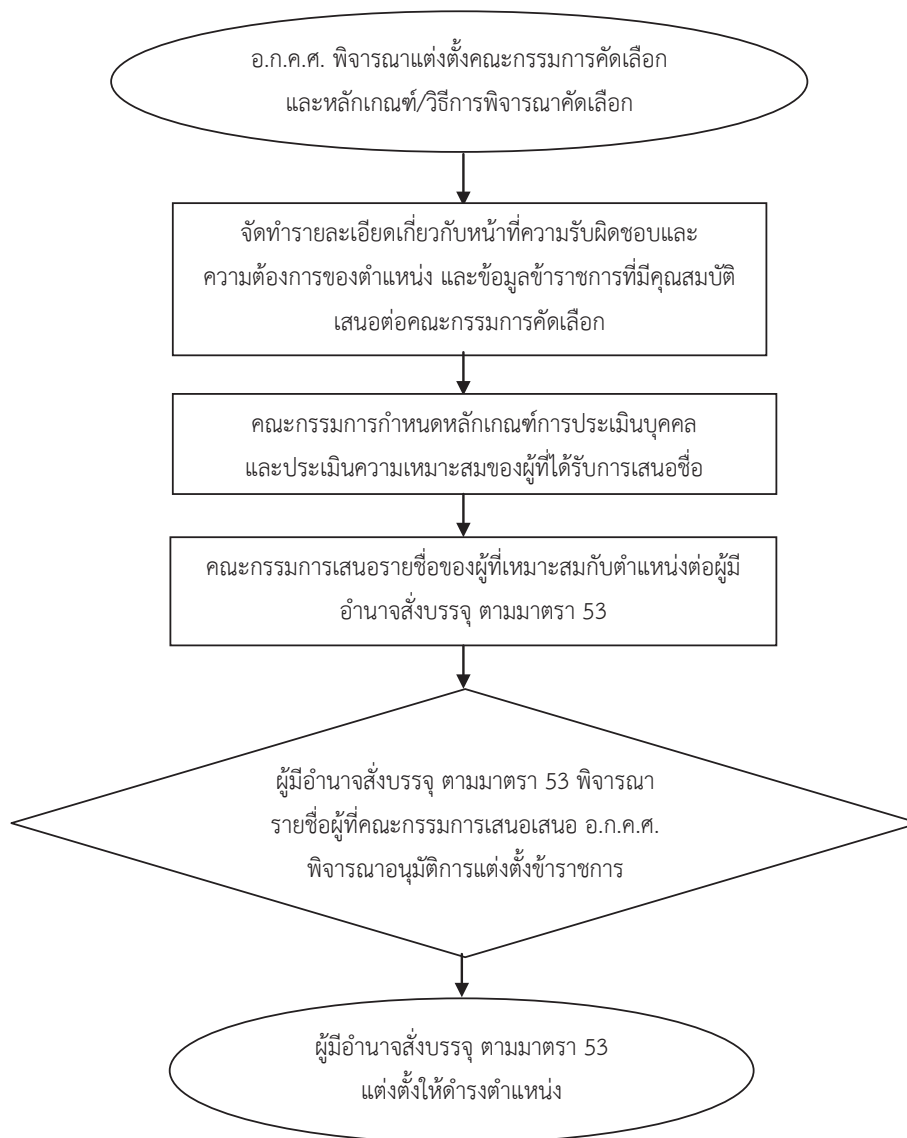 อ.ก.ค.ศ. พิจารณาแต่งตั้งคณะกรรมการคัดเลือก
และหลักเกณฑ์/วิธีการพิจารณาคัดเลือก
จัดทำรายละเอียดเกี่ยวกับหน้าที่ความรับผิดชอบและ
ความต้องการของตำแหน่ง และข้อมูลข้าราชการที่มีคุณสมบัติ
เสนอต่อคณะกรรมการคัดเลือก
คณะกรรมการกำหนดหลักเกณฑ์การประเมินบุคคล
และประเมินความเหมาะสมของผู้ที่ได้รับการเสนอชื่อ
คณะกรรมการเสนอรายชื่อของผู้ที่เหมาะสมกับตำแหน่งต่อผู้มี
อำนาจสั่งบรรจุ ตามมาตรา 53
ผู้มีอำนาจสั่งบรรจุ ตามมาตรา 53 พิจารณา
รายชื่อผู้ที่คณะกรรมการเสนอเสนอ อ.ก.ค.ศ.
พิจารณาอนุมัติการแต่งตั้งข้าราชการ
ผู้มีอำนาจสั่งบรรจุ ตามมาตรา 53
แต่งตั้งให้ดำรงตำแหน่ง